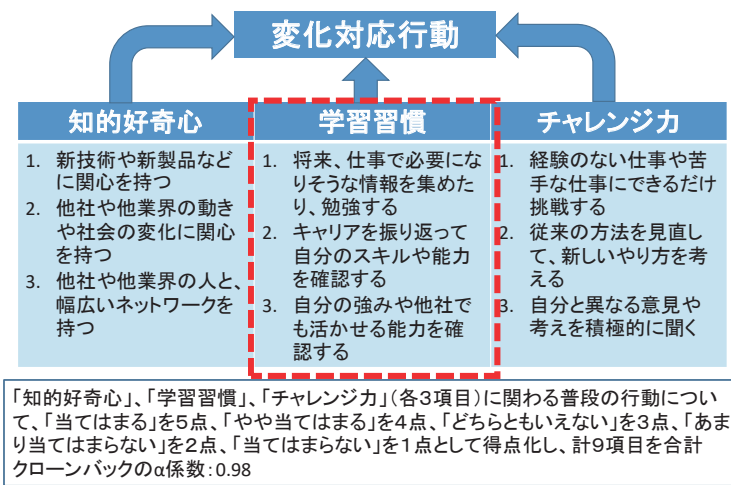 変化対応行動
知的好奇心
1. 新技術や新製品など
に関心を持つ
2. 他社や他業界の動き
や社会の変化に関心
を持つ
3. 他社や他業界の人と、
幅広いネットワークを
持つ
学習習慣
1. 将来、仕事で必要にな
りそうな情報を集めた
り、勉強する
2. キャリアを振り返って
自分のスキルや能力
を確認する
3. 自分の強みや他社で
も活かせる能力を確
認する
チャレンジ力
1. 経験のない仕事や苦
手な仕事にできるだけ
挑戦する
2. 従来の方法を見直し
て、新しいやり方を考
える
3. 自分と異なる意見や
考えを積極的に聞く
「知的好奇心」、「学習習慣」、「チャレンジ力」(各3項目)に関わる普段の行動につい
て、「当てはまる」を5点、「やや当てはまる」を4点、「どちらともいえない」を3点、「あま
り当てはまらない」を2点、「当てはまらない」を1点として得点化し、計9項目を合計
クローンバックのα係数:0.98